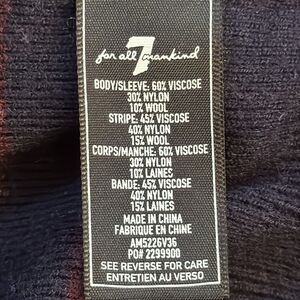 for all 7 mankind
BODY/SLEEVE: 60% VISCOSE
30% NYLON
10% WOOL
STRIPE: 45% VISCOSE
40% NYLON
15% WOOL
CORPS/MANCHE: 60% VISCOSE
30% NYLON
10% LAINES
BANDE: 45% VISCOSE
40% NYLON
15% LAINES
MADE IN CHINA
FABRIQUE EN CHINE
AM5226V36
PO# 2299900
SEE REVERSE FOR CARE
ENTRETIEN AU VERSO